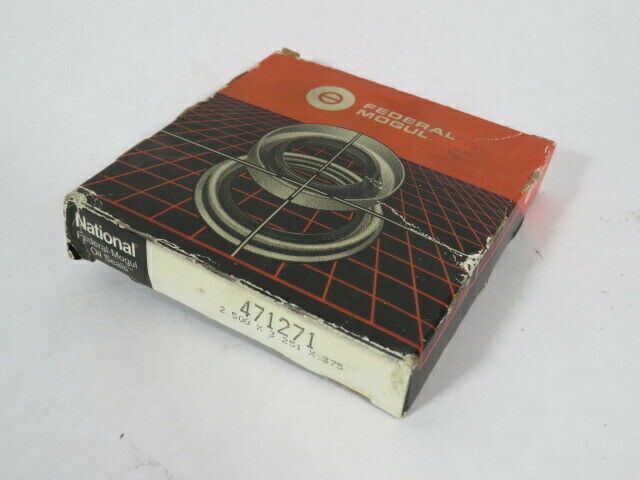 FEDERAL
MOGUL
National
Federal-Mogul
Oil Seals
471271
2.500 X 3.251 X .375